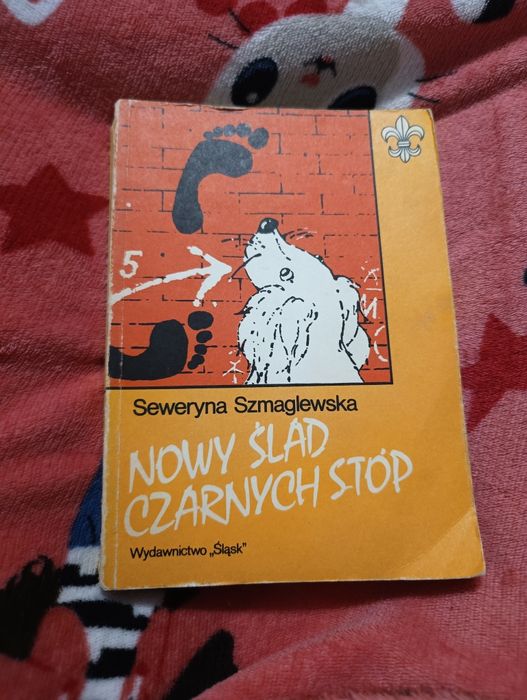 5
Seweryna Szmaglewska
NOWY ŚLAD
CZARNYCH STÓP
Wydawnictwo „Śląsk”